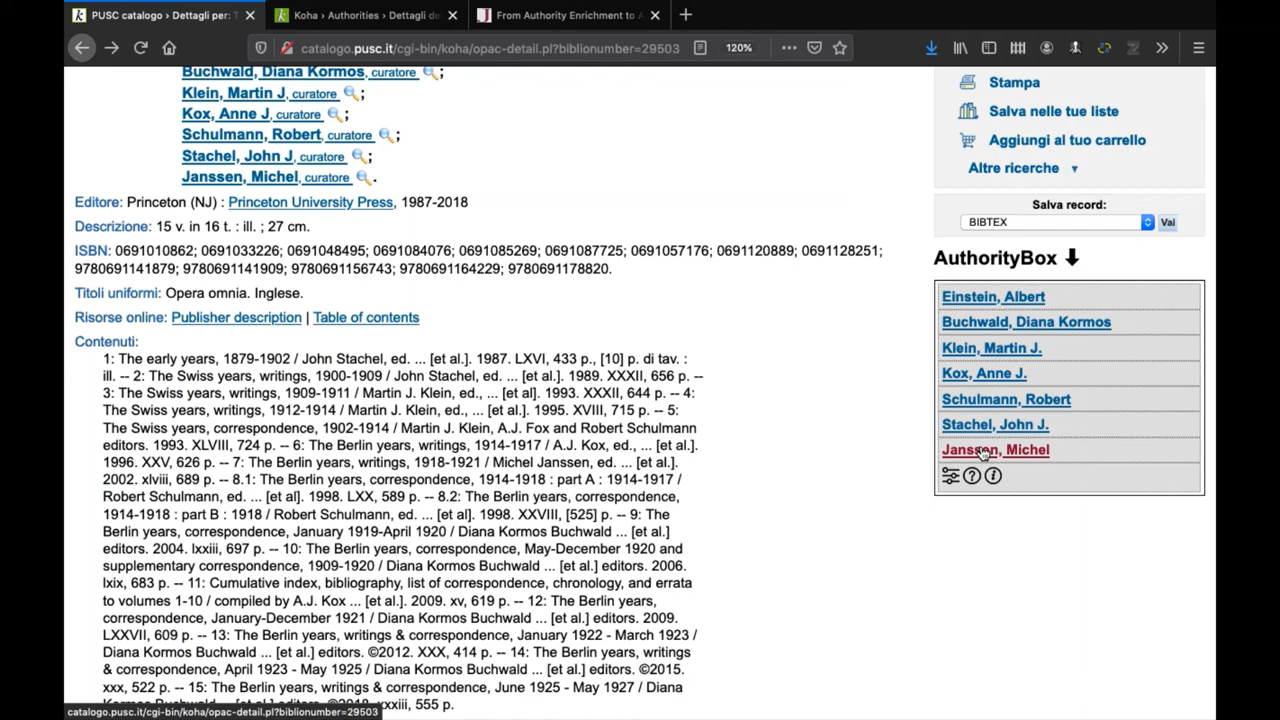 PUSC catalogo › Dettagli per: T
Koha › Authorities › Dettagli de
From Authority Enrichment to A
catalogo.pusc.it/cgi-bin/koha/opac-detail.pl?biblionumber=29503
120%
Buchwald, Diana Kormos, curatore ;
Klein, Martin J, curatore ;
Kox, Anne J, curatore ;
Schulmann, Robert, curatore ;
Stachel, John J, curatore ;
Janssen, Michel, curatore .
Editore: Princeton (NJ) : Princeton University Press, 1987-2018
Descrizione: 15 v. in 16 t. : ill. ; 27 cm.
ISBN: 0691010862; 0691033226; 0691048495; 0691084076; 0691085269; 0691087725; 0691057176; 0691120889; 0691128251;
9780691141879; 9780691141909; 9780691156743; 9780691164229; 9780691178820.
Titoli uniformi: Opera omnia. Inglese.
Risorse online: Publisher description | Table of contents
Contenuti:
1: The early years, 1879-1902 / John Stachel, ed. ... [et al.]. 1987. LXVI, 433 p., [10] p. di tav. :
ill. -- 2: The Swiss years, writings, 1900-1909 / John Stachel, ed. ... [et al.]. 1989. XXXII, 656 p. --
3: The Swiss years, writings, 1909-1911 / Martin J. Klein, ed., ... [et al.]. 1993. XXXII, 644 p. -- 4:
The Swiss years, writings, 1912-1914 / Martin J. Klein, ed., ... [et al.]. 1995. XVIII, 715 p. -- 5:
The Swiss correspondence, 1902-1914 / Martin J. Klein, A.J. Fox and Robert Schulmann
editors. 1993. XLVIII, 724 p. -- 6: The Berlin years, writings, 1914-1917 / A.J. Kox, ed., ... [et al.].
1996. XXV, 626 p. -- 7: The Berlin years, writings, 1918-1921 / Michel Janssen, ed. ... [et al.].
2002. xlviii, 689 p. -- 8.1: The Berlin years, correspondence, 1914-1918 : part A : 1914-1917 /
Robert Schulmann, ed. ... [et al.]. 1998. LXX, 589 p. -- 8.2: The Berlin years, correspondence,
1914-1918 : part B : 1918 / Robert Schulmann, ed. ... [et al]. 1998. XXVIII, [525] p. -- 9: The
Berlin years, correspondence, January 1919-April 1920 / Diana Kormos Buchwald ... [et al.]
editors. 2004. lxxiii, 697 p. -- 10: The Berlin years, correspondence, May-December 1920 and
supplementary correspondence, 1909-1920 / Diana Kormos Buchwald ... [et al.] editors. 2006.
lxix, 683 p. -- 11: Cumulative index, bibliography, list of correspondence, chronology, and errata
to volumes 1-10 / compiled by A.J. Kox ... [et al.]. 2009. xv, 619 p. -- 12: The Berlin years,
correspondence, January-December 1921 / Diana Kormos Buchwald ... [et al.] editors. 2009.
LXXVII, 609 p. -- 13: The Berlin years, writings & correspondence, January 1922 - March 1923 /
Diana Kormos Buchwald ... [et al.] editors. ©2012. XXX, 414 p. -- 14: The Berlin years, writings
& correspondence, April 1923 - May 1925 / Diana Kormos Buchwald ... [et al.] editors. ©2015.
xxx, 522 p. -- 15: The Berlin years, writings & correspondence, June 1925 - May 1927 / Diana
xxxiii, 555 p.
catalogo.pusc.it/cgi-bin/koha/opac-detail.pl?biblionumber=29503
Stampa
Salva nelle tue liste
Aggiungi al tuo carrello
Altre ricerche
Salva record:
BIBTEX
Vai
AuthorityBox
Einstein, Albert
Buchwald, Diana Kormos
Klein, Martin J.
Kox, Anne J.
Schulmann, Robert
Stachel, John J.
Janssen, Michel